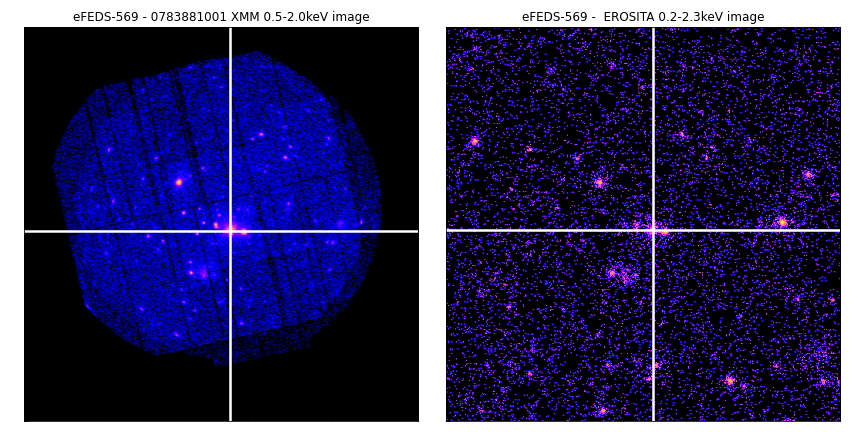 eFEDS-569 - 0783881001 XMM 0.5-2.0keV image
eFEDS-569 -  EROSITA 0.2-2.3keV image